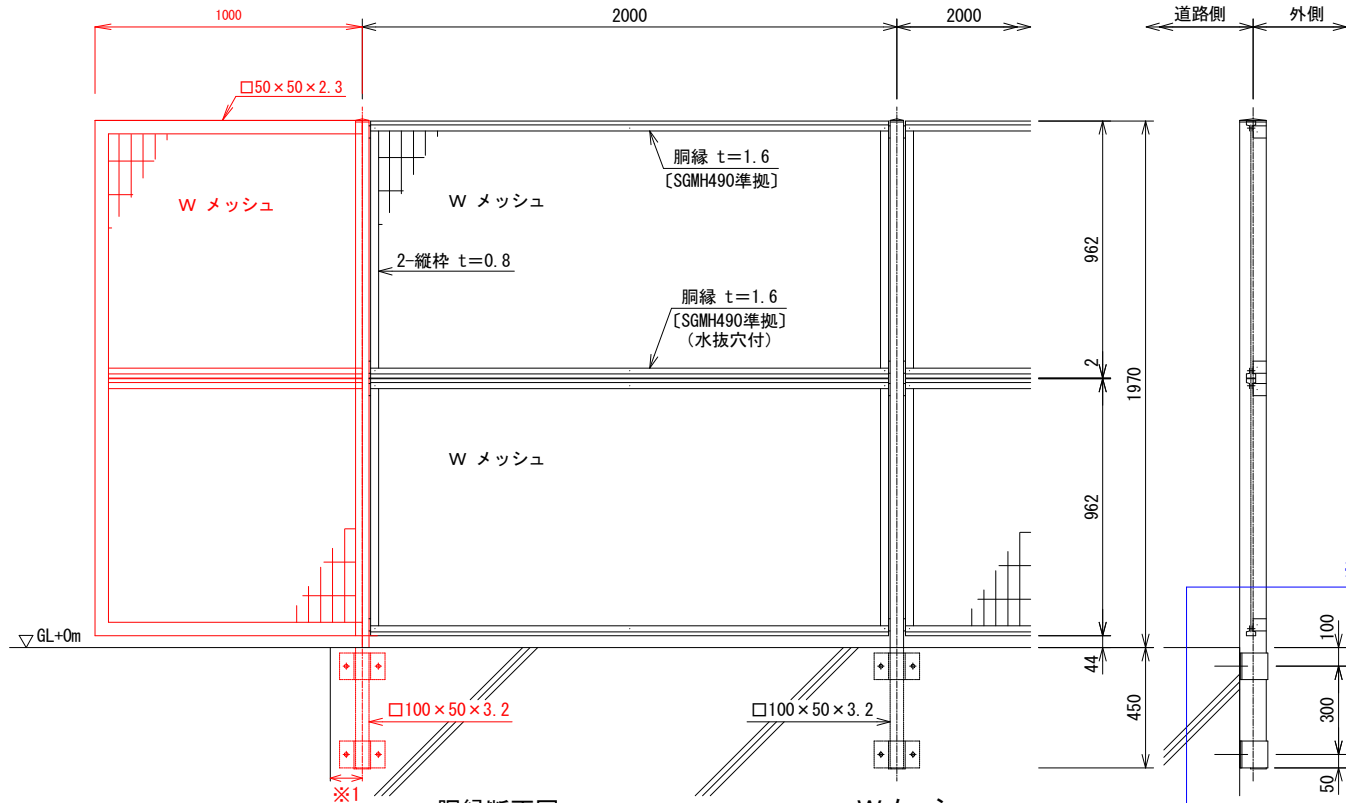 1000
2000
2000
道路側
外側
□50×50×2.3
胴縁 t=1.6
〔SGMH490準拠〕
W メッシュ
W メッシュ
2-縦枠 t=0.8
胴縁 t=1.6
〔SGMH490準拠〕
(水抜穴付)
962
2
1970
W メッシュ
962
▽GL+0m
44
100
□100×50×3.2
□100×50×3.2
450
300
50
※1